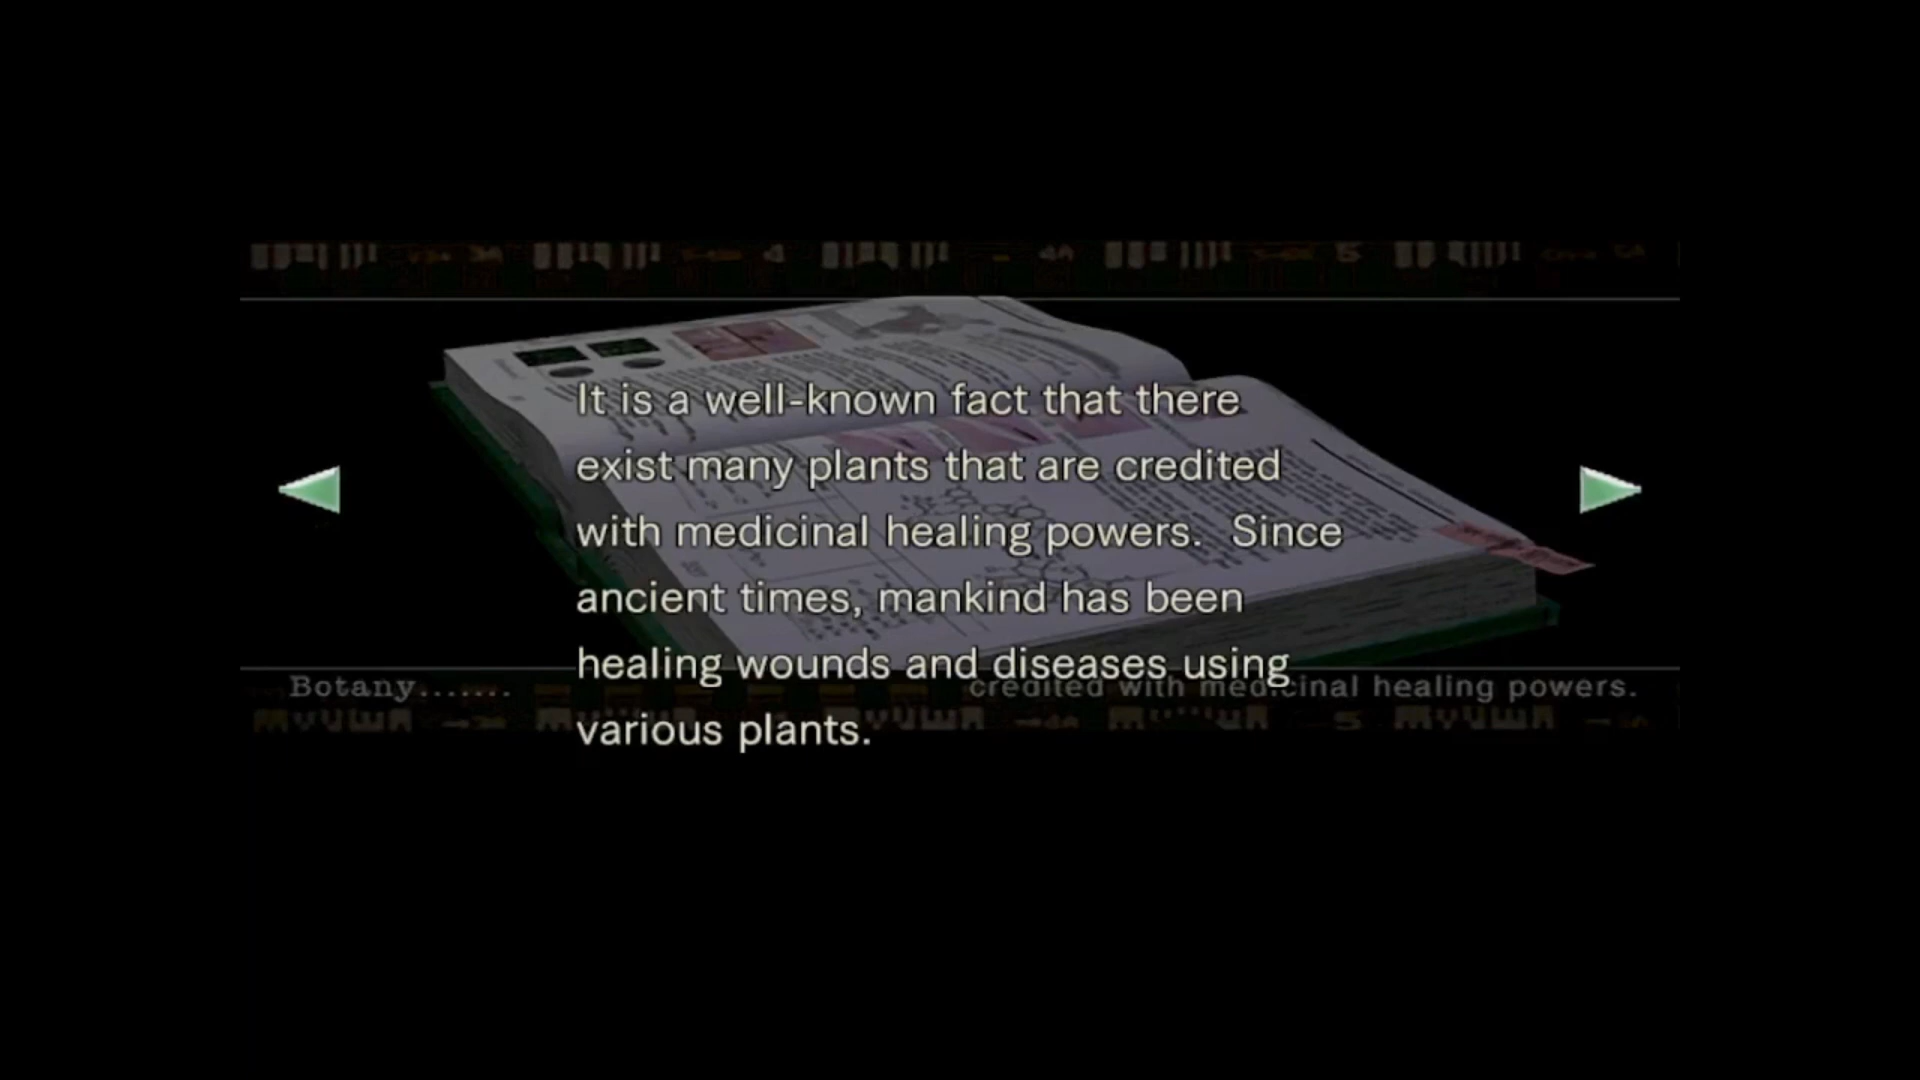 It is a well-known fact that there
exist many plants that are credited
with medicinal healing powers.  Since
ancient times, mankind has been
healing wounds and diseases using
various plants.
Botany.......
credited with medicinal healing powers.